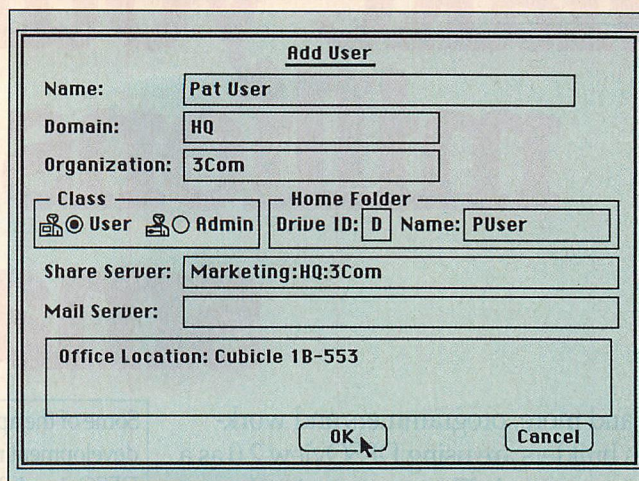 Add User
Name: Pat User
Domain: HQ
Organization: 3Com
Class
Home Folder
User Admin
Drive ID: D Name: PUser
Share Server: Marketing:HQ:3Com
Mail Server:
Office Location: Cubicle 1B-553
OK Cancel